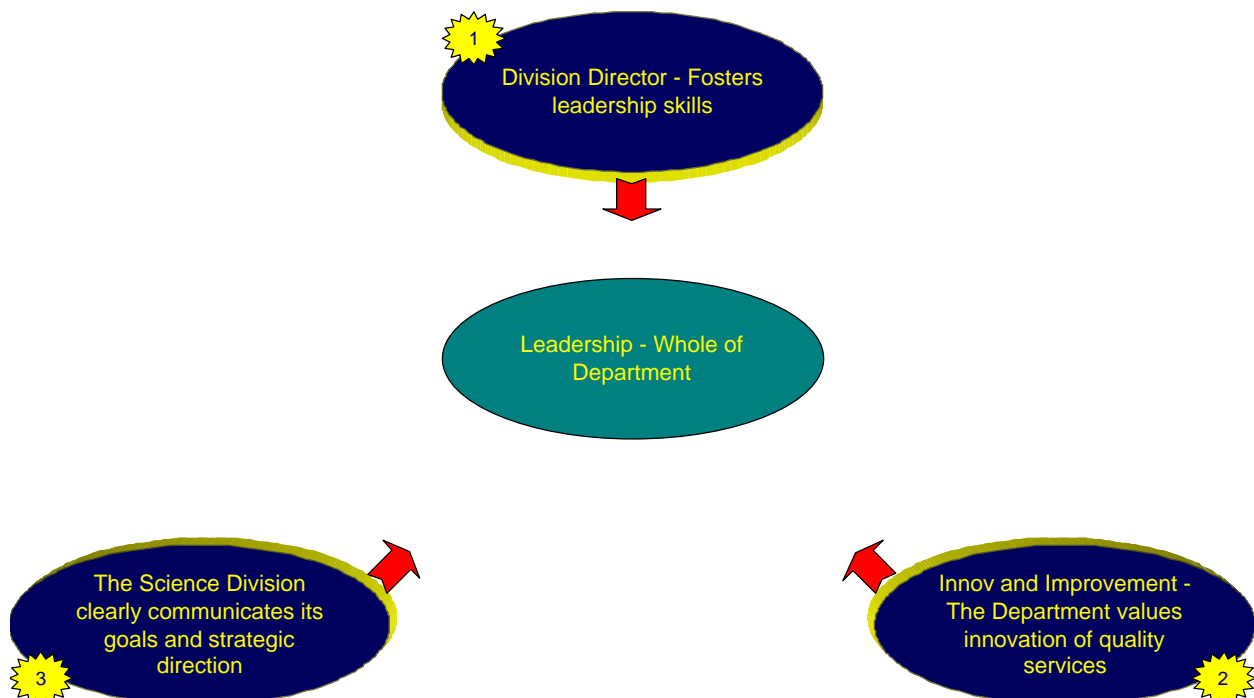 1
Division Director - Fosters
leadership skills
Leadership - Whole of
Department
The Science Division
clearly communicates its
goals and strategic
direction
3
Innov and Improvement -
The Department values
innovation of quality
services
2